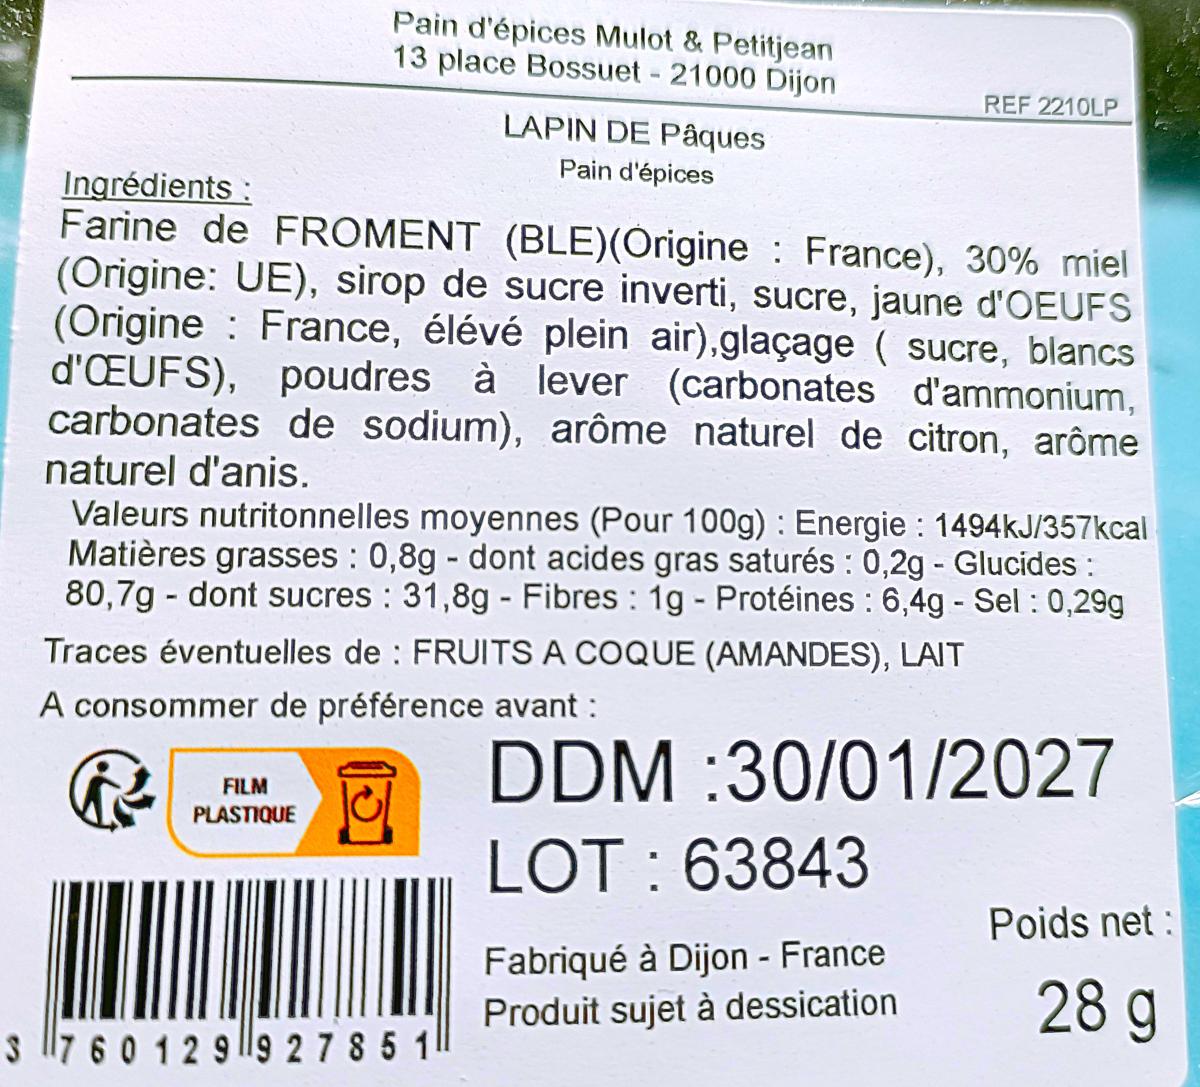 Pain d'épices Mulot & Petitjean
13 place Bossuet - 21000 Dijon
REF 2210LP
LAPIN DE Pâques
Pain d'épices
Ingrédients :
Farine de FROMENT (BLE)(Origine : France), 30% miel
(Origine: UE), sirop de sucre inverti, sucre, jaune d'OEUFS
(Origine : France, élévé plein air),glaçage ( sucre, blancs
d'ŒUFS), poudres à lever (carbonates d'ammonium,
carbonates de sodium), arôme naturel de citron, arôme
naturel d'anis.
Valeurs nutritonnelles moyennes (Pour 100g) : Energie : 1494kJ/357kcal
Matières grasses : 0,8g - dont acides gras saturés : 0,2g - Glucides :
80,7g - dont sucres : 31,8g - Fibres : 1g - Protéines : 6,4g - Sel : 0,29g
Traces éventuelles de : FRUITS A COQUE (AMANDES), LAIT
A consommer de préférence avant :
FILM
PLASTIQUE
DDM :30/01/2027
LOT : 63843
Poids net :
28 g
Fabriqué à Dijon - France
Produit sujet à dessication
3 760129 927851